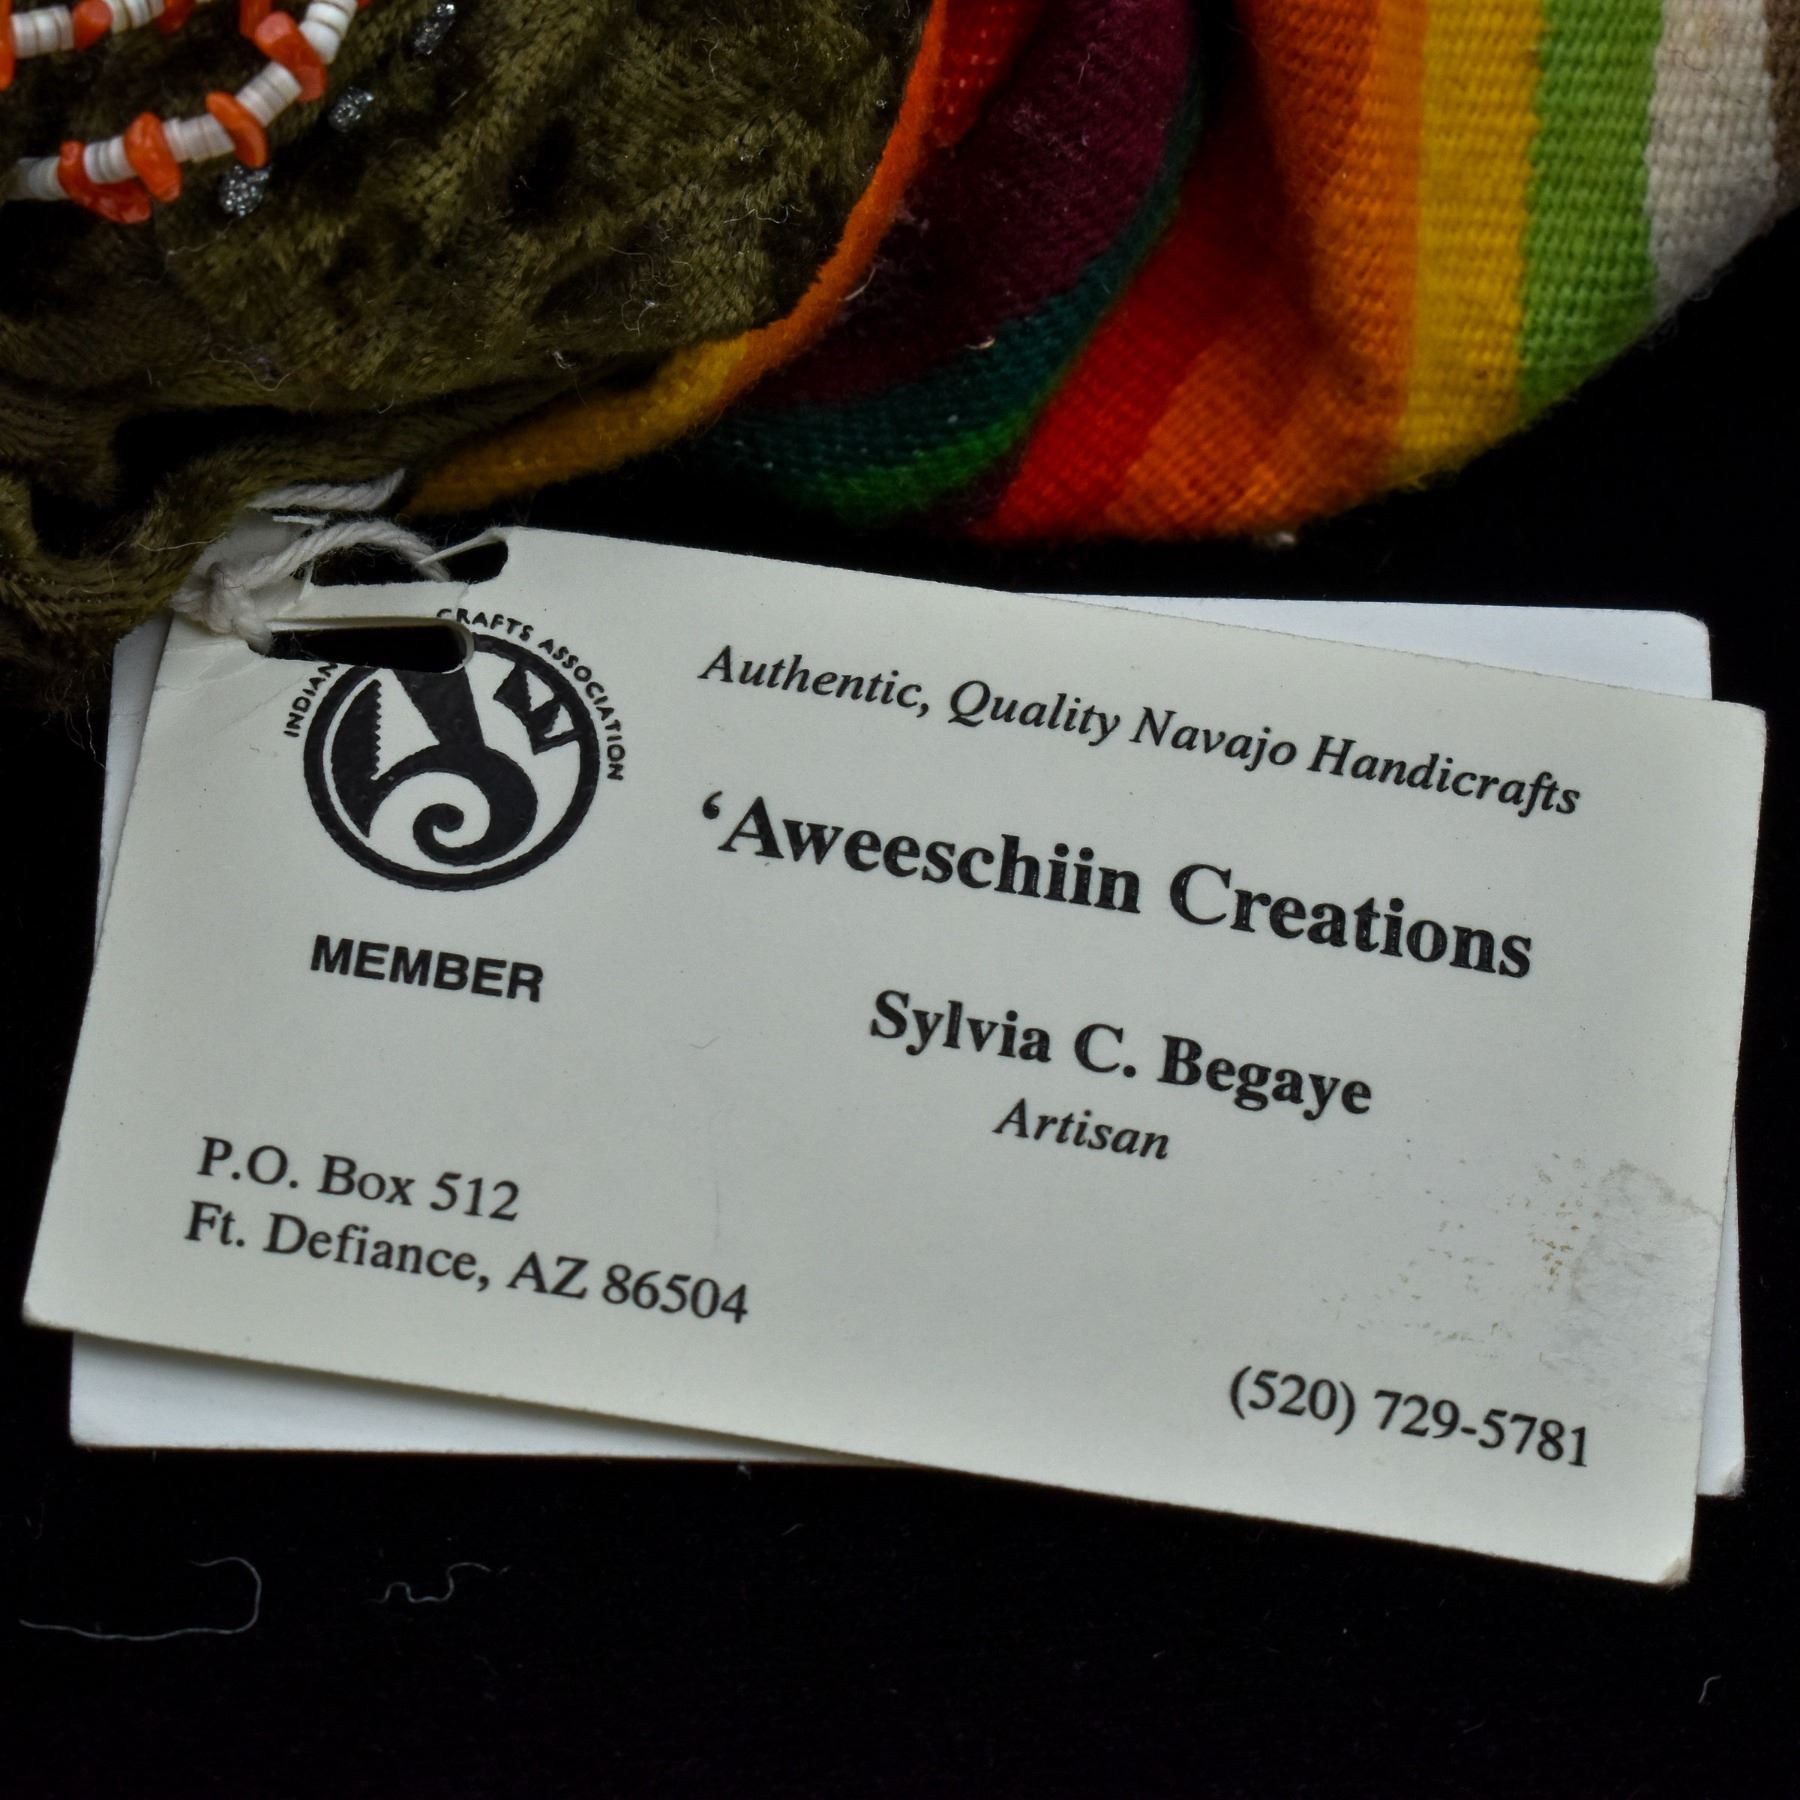 INDIAN CRAFTS ASSOCIATION
MEMBER
Authentic, Quality Navajo Handicrafts
‘Aweeschiin Creations
Sylvia C. Begaye
Artisan
P.O. Box 512
Ft. Defiance, AZ 86504
(520) 729-5781